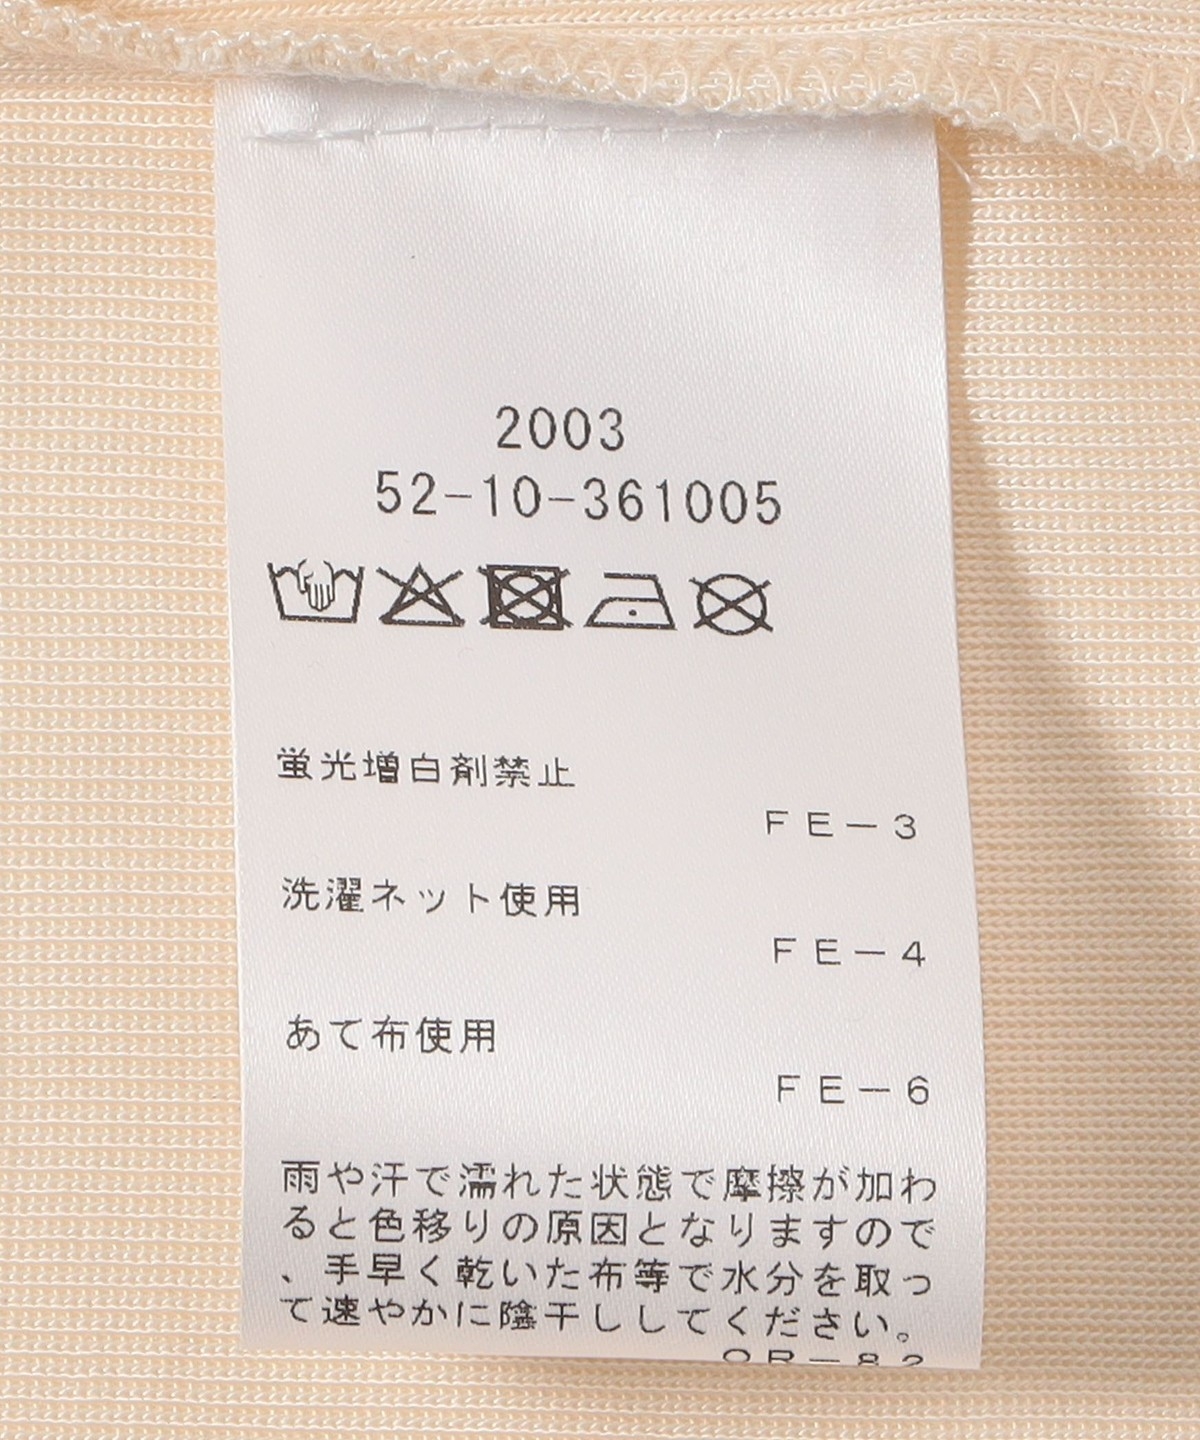 2003
52-10-361005
蛍光増白剤禁止
FE-3
洗濯ネット使用
FE-4
あて布使用
FE-6
雨や汗で濡れた状態で摩擦が加わ
ると色移りの原因となりますので
、手早く乾いた布等で水分を取っ
て速やかに陰干ししてください。